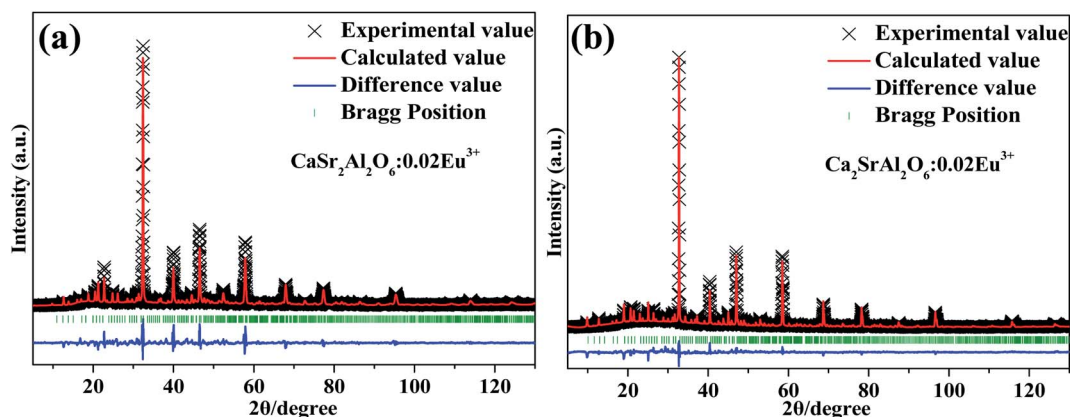 (a)
Experimental value
Calculated value
Difference value
Bragg Position
CaSr₂Al₂O₆:0.02Eu³⁺
Intensity (a.u.)
20 40 60 80 100 120
2θ/degree
(b)
Experimental value
Calculated value
Difference value
Bragg Position
Ca₂SrAl₂O₆:0.02Eu³⁺
Intensity (a.u.)
20 40 60 80 100 120
2θ/degree